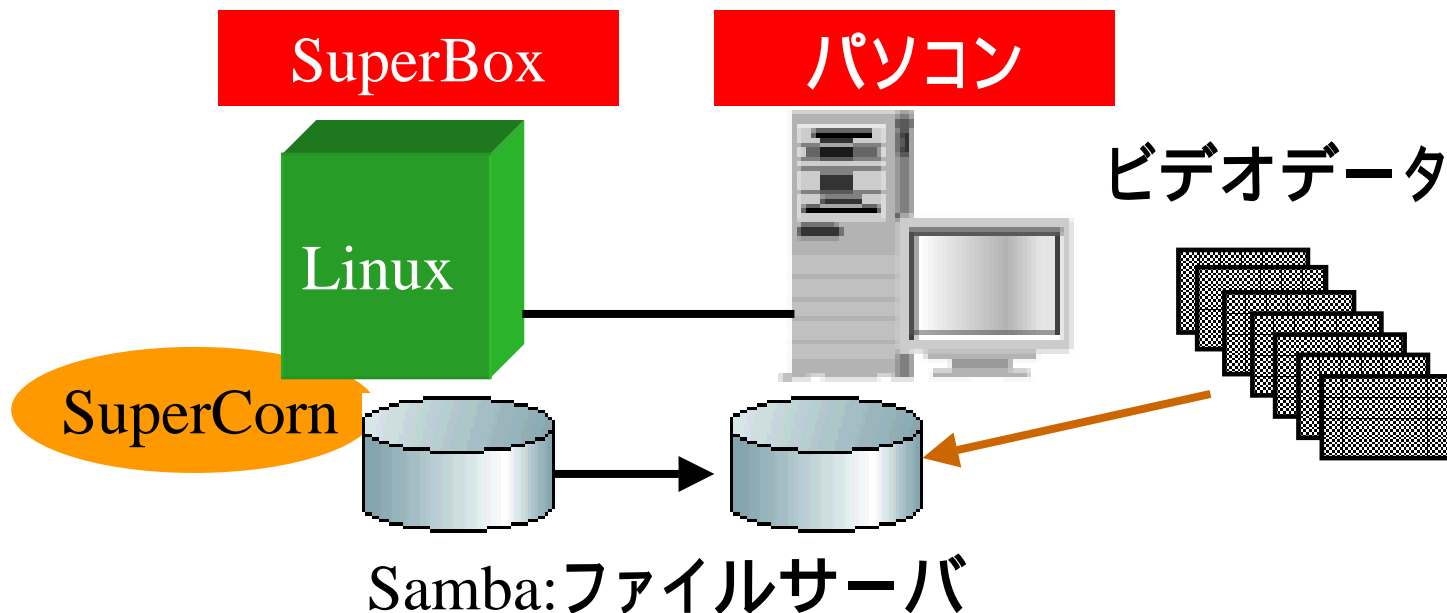 SuperBox
パソコン
ビデオデータ
Linux
SuperCorn
Samba:ファイルサーバ